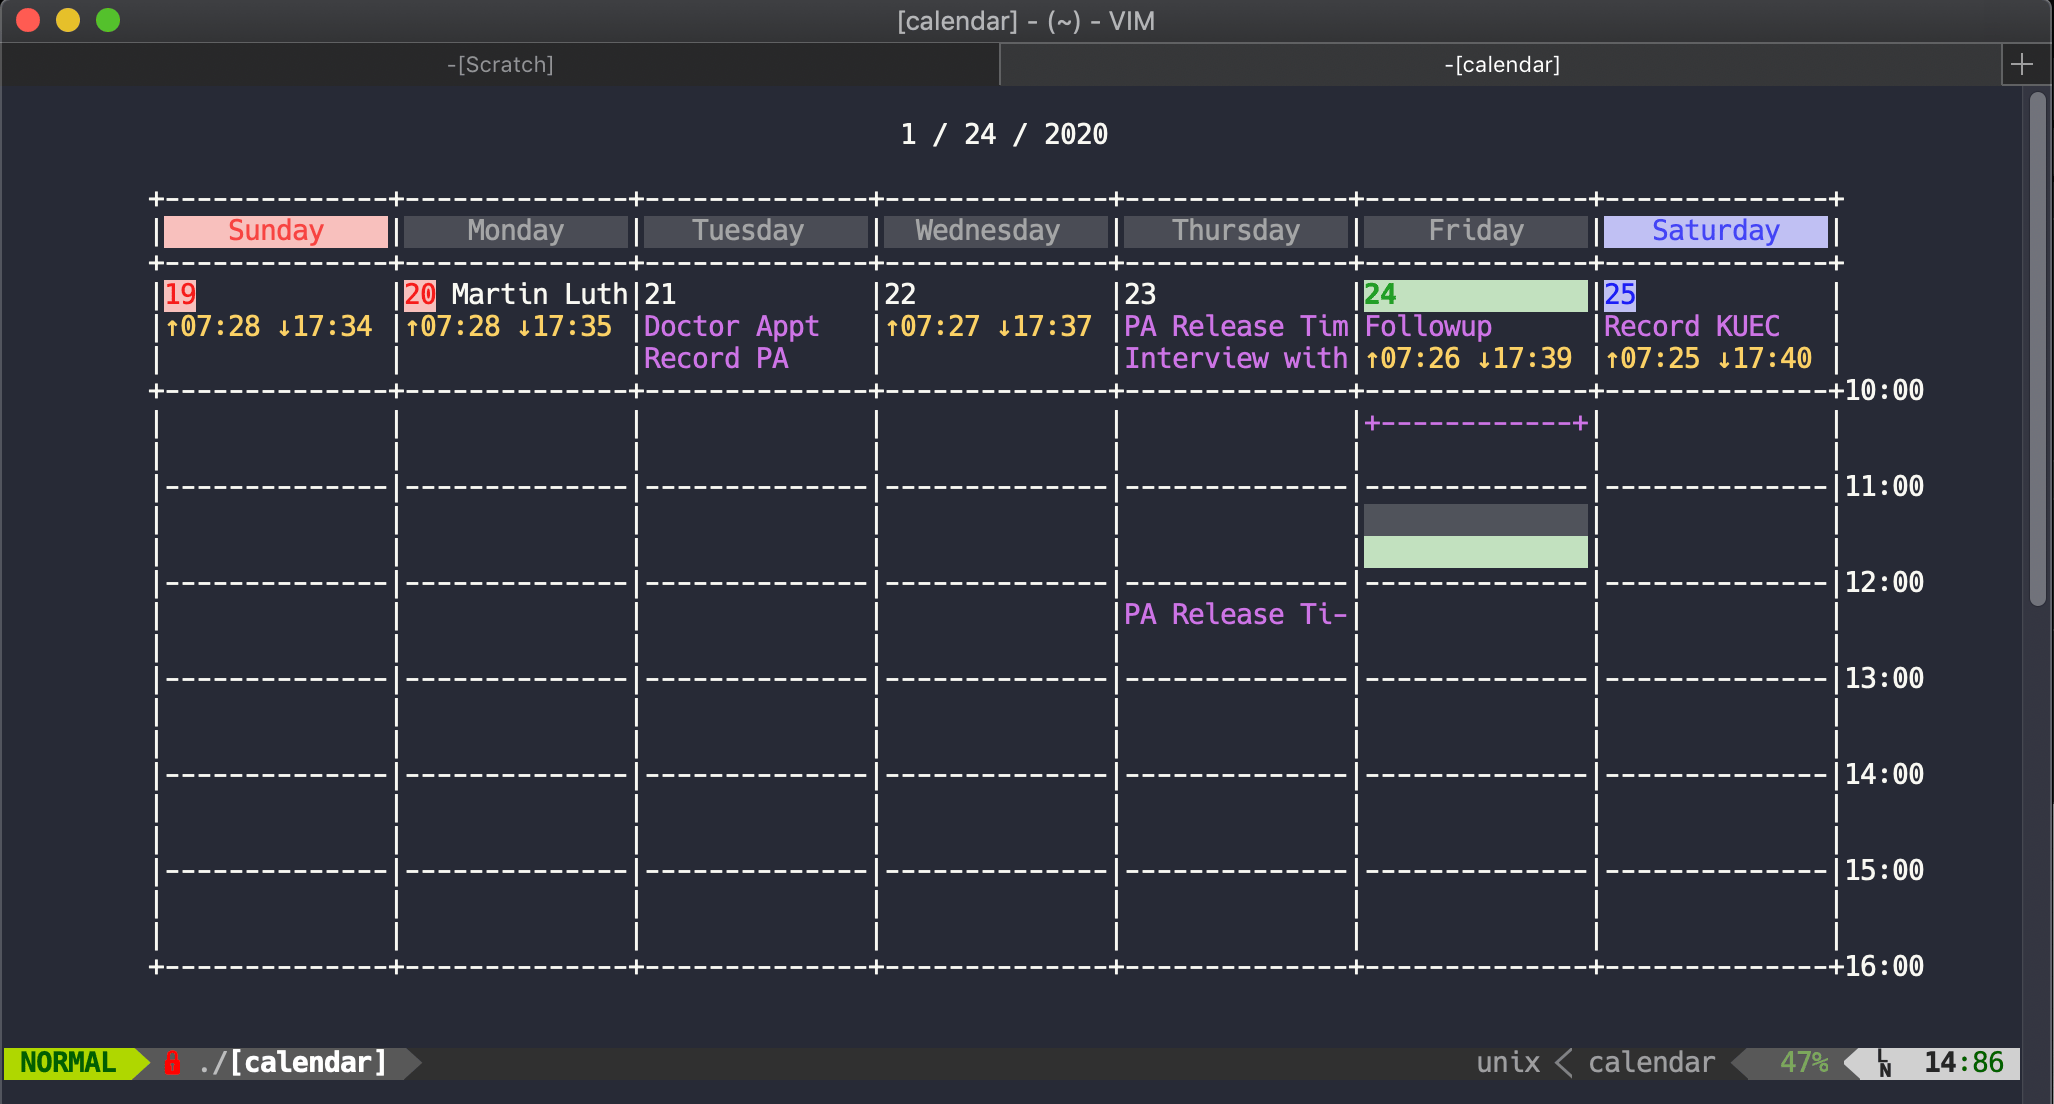 [calendar] - (~) - VIM
-[Scratch] -[calendar] +
1 / 24 / 2020
Sunday Monday Tuesday Wednesday Thursday Friday Saturday
19 20 Martin Luth 21 22 23 24 25
↑07:28 ↓17:34 ↑07:28 ↓17:35 Doctor Appt ↑07:27 ↓17:37 PA Release Tim Followup Record KUEC
Record PA Interview with ↑07:26 ↓17:39 ↑07:25 ↓17:40
10:00
+------------+
11:00
12:00
PA Release Ti-
13:00
14:00
15:00
16:00
NORMAL ./[calendar] unix < calendar 47% LN 14:86